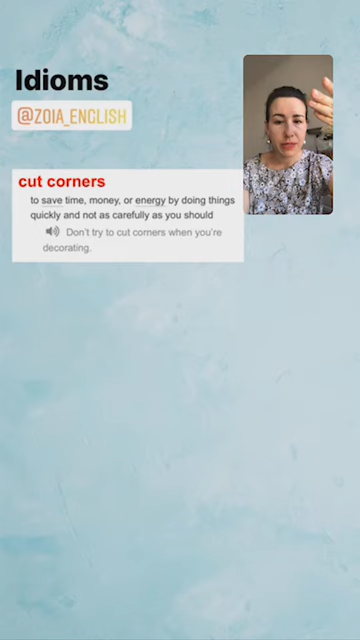 Idioms
@ZOIA_ENGLISH
cut corners
to save time, money, or energy by doing things
quickly and not as carefully as you should
Don't try to cut corners when you're
decorating.